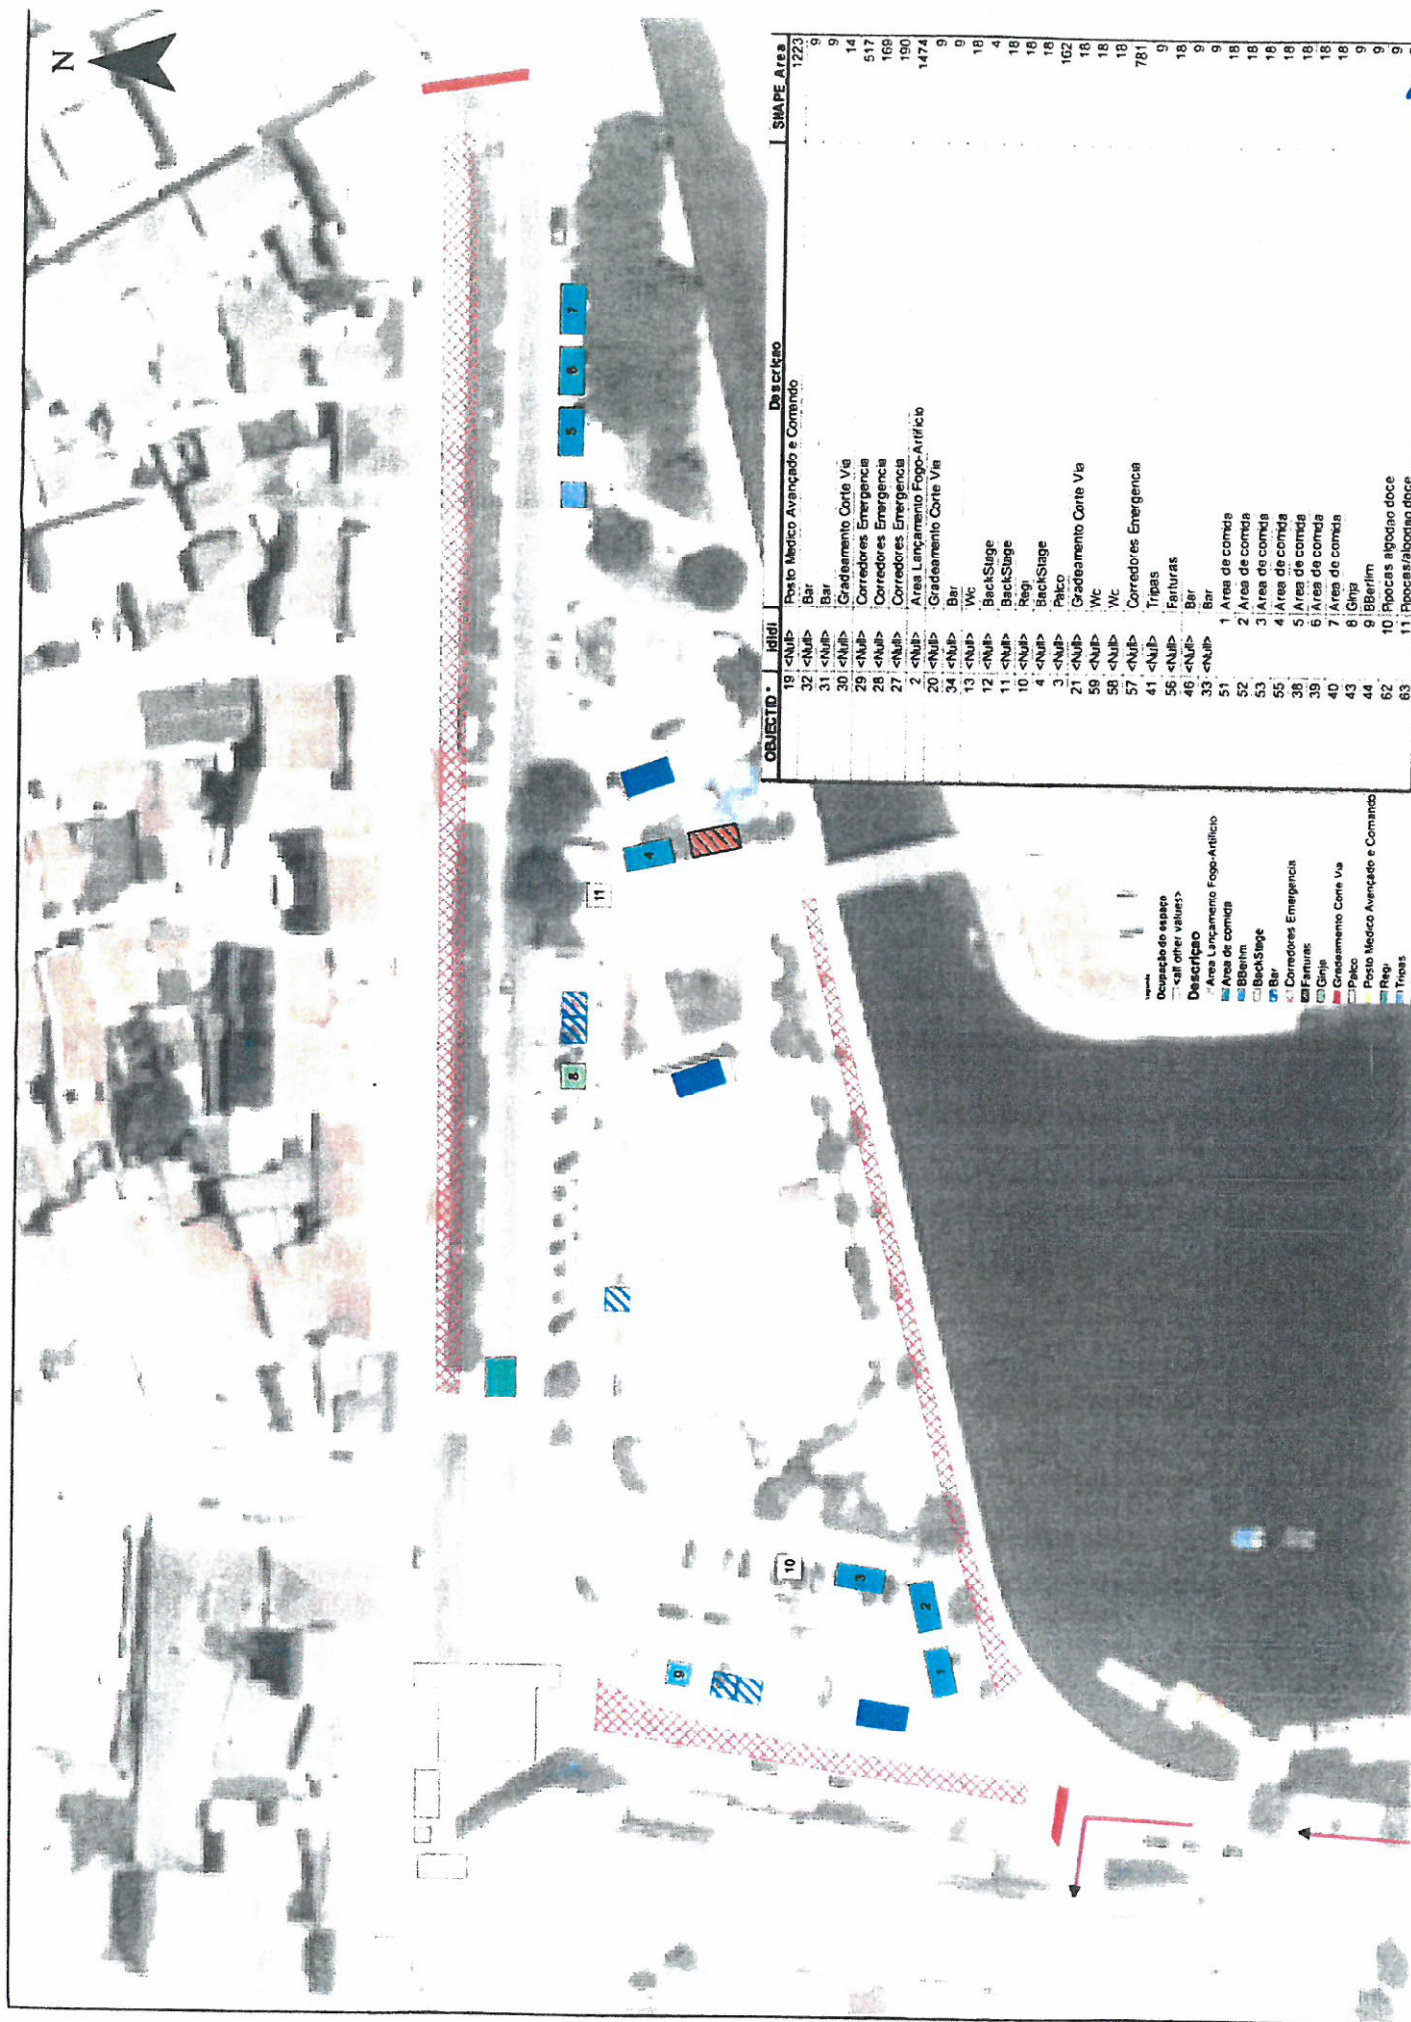 N
7
6
5
4
11
8
10
3
2
1
9
OBJECTID * Idldi Descrição SHAPE_Area
19 <Null> Posto Medico Avançado e Comando 1223
32 <Null> Bar 9
31 <Null> Bar 9
30 <Null> Gradeamento Corte Via 14
29 <Null> Corredores Emergencia 517
28 <Null> Corredores Emergencia 169
27 <Null> Corredores Emergencia 190
2 <Null> Area Lançamento Fogo-Artificio 1474
20 <Null> Gradeamento Corte Via 9
34 <Null> Bar 9
13 <Null> Wc 18
12 <Null> BackStage 4
11 <Null> BackStage 18
10 <Null> Regi 18
4 <Null> BackStage 18
3 <Null> Palco 162
21 <Null> Gradeamento Corte Via 18
59 <Null> Wc 18
58 <Null> Wc 18
57 <Null> Corredores Emergencia 781
41 <Null> Tripas 9
56 <Null> Farturas 18
46 <Null> Bar 9
33 <Null> Bar 9
51 1 Area de comida 18
52 2 Area de comida 18
53 3 Area de comida 18
55 4 Area de comida 18
38 5 Area de comida 18
39 6 Area de comida 18
40 7 Area de comida 18
43 8 Ginja 9
44 9 BBerlim 9
62 10 Pipocas algodao doce 9
63 11 Pipocas/algodao doce 9
Ocupação do espaço
<all other values>
Descrição
Area Lançamento Fogo-Artificio
Area de comida
BBerlim
BackStage
Bar
Corredores Emergencia
Farturas
Ginja
Gradeamento Corte Via
Palco
Posto Medico Avançado e Comando
Regi
Tripas